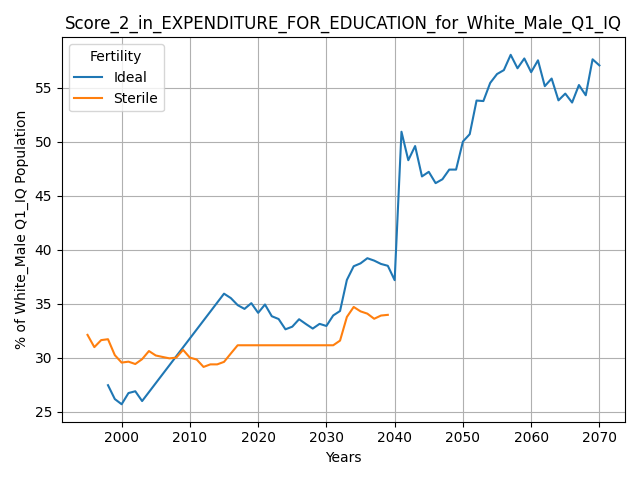 Score_2_in_EXPENDITURE_FOR_EDUCATION_for_White_Male_Q1_IQ
Fertility
Ideal
Sterile
% of White_Male Q1_IQ Population
55
50
45
40
35
30
25
2000
2010
2020
2030
2040
2050
2060
2070
Years